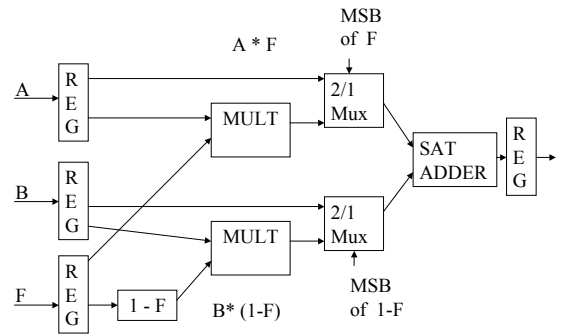 MSB
of F
A * F
A
R
E
G
MULT
2/1
Mux
SAT
ADDER
R
E
G
B
R
E
G
MULT
2/1
Mux
F
R
E
G
1 - F
B* (1-F)
MSB
of 1-F